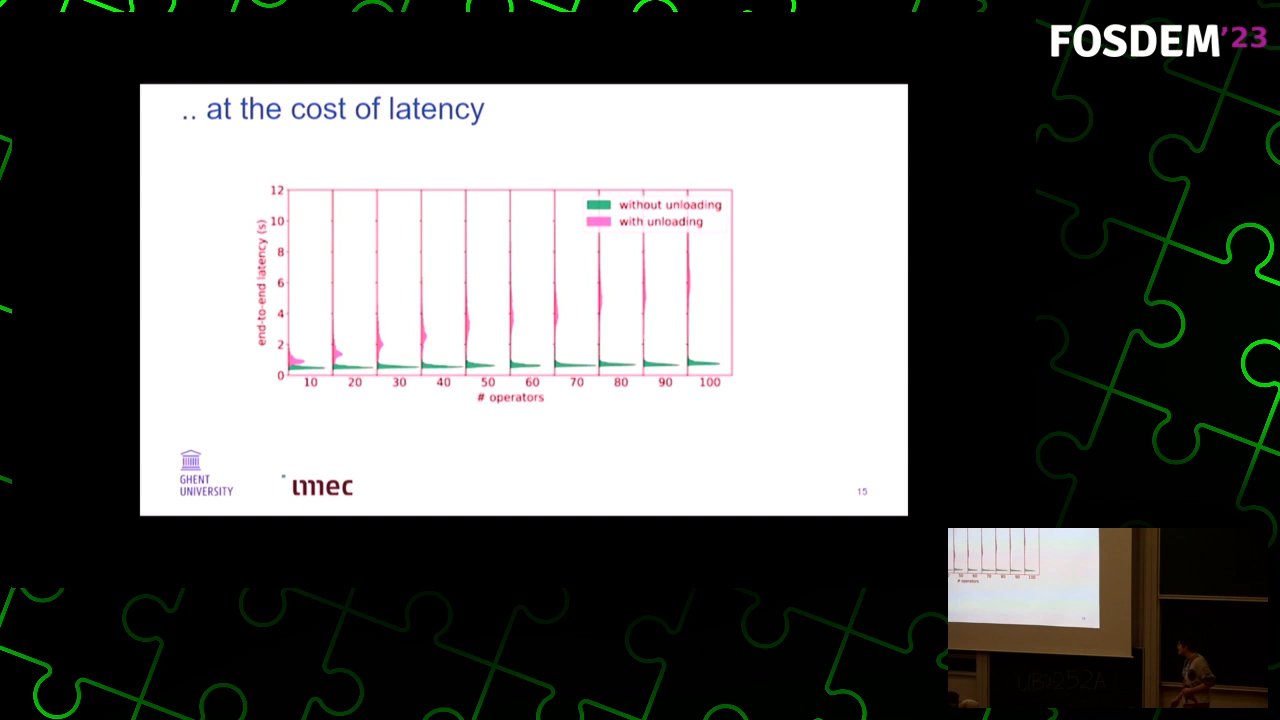 FOSDEM'23
.. at the cost of latency
end-to-end latency (s)
12
10
8
6
4
2
0
without unloading
with unloading
10 20 30 40 50 60 70 80 90 100
# operators
GHENT
UNIVERSITY
imec
15